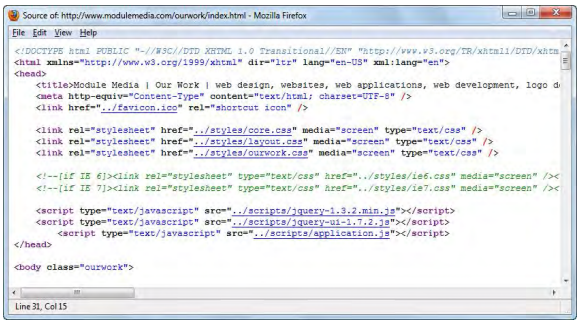 Source of: http://www.modulemedia.com/ourwork/index.html - Mozilla Firefox
File Edit View Help
<!DOCTYPE html PUBLIC "-//W3C//DTD XHTML 1.0 Transitional//EN" "http://www.w3.org/TR/xhtml1/DTD/xhtm
<html xmlns="http://www.w3.org/1999/xhtml" dir="ltr" lang="en-US" xml:lang="en">
<head>
<title>Module Media | Our Work | web design, websites, web applications, web development, logo de
<meta http-equiv="Content-Type" content="text/html; charset=UTF-8" />
<link href="../favicon.ico" rel="shortcut icon" />
<link rel="stylesheet" href="../styles/core.css" media="screen" type="text/css" />
<link rel="stylesheet" href="../styles/layout.css" media="screen" type="text/css" />
<link rel="stylesheet" href="../styles/ourwork.css" media="screen" type="text/css" />
<!--[if IE 6]><link rel="stylesheet" type="text/css" href="../styles/ie6.css" media="screen" /><
<!--[if IE 7]><link rel="stylesheet" type="text/css" href="../styles/ie7.css" media="screen" /><
<script type="text/javascript" src="../scripts/jquery-1.3.2.min.js"></script>
<script type="text/javascript" src="../scripts/jquery-ui-1.7.2.js"></script>
<script type="text/javascript" src="../scripts/application.js"></script>
</head>
<body class="ourwork">
Line 31, Col 15